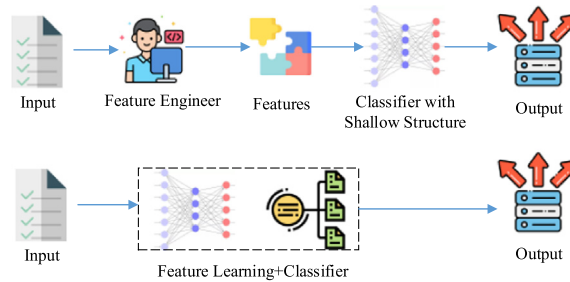 Input
Feature Engineer
Features
Classifier with
Shallow Structure
Output
Input
Feature Learning+Classifier
Output